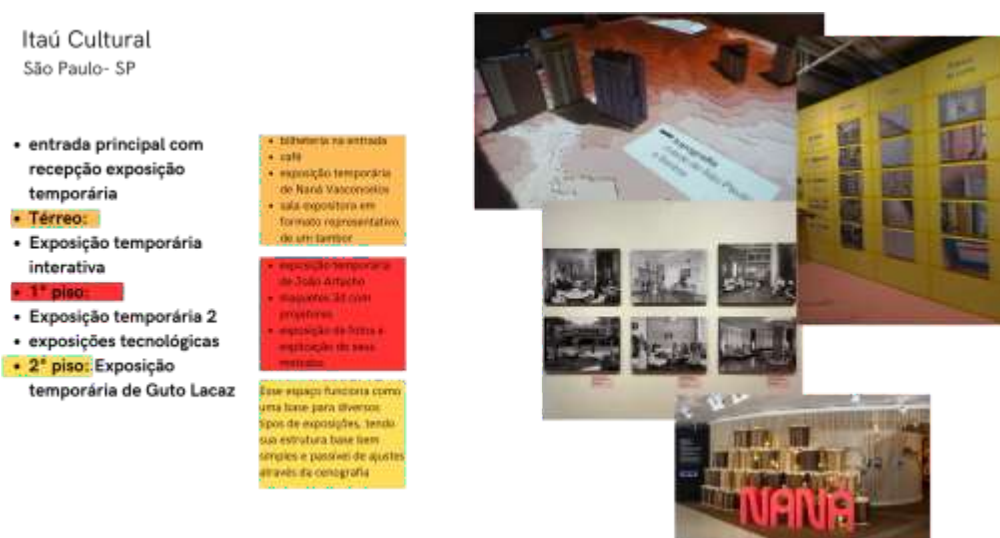 Itaú Cultural
São Paulo- SP
• entrada principal com
recepção exposição
temporária
• Térreo:
• Exposição temporária
interativa
• 1° piso:
• Exposição temporária 2
• exposições tecnológicas
• 2° piso: Exposição
temporária de Guto Lacaz
• bilheteria na entrada
• café
• exposição temporária
de Naná Vasconcelos
• sala expositora em
formato representativo
de um tambor
• exposição temporária
de João Artacho
• maquetes 3d com
projetores
• exposição de fotos e
explicação do seus
Esse espaço funciona como
uma base para diversos
tipos de exposições, tendo
sua estrutura base bem
simples e passível de ajustes
através da cenografia
NANÁ